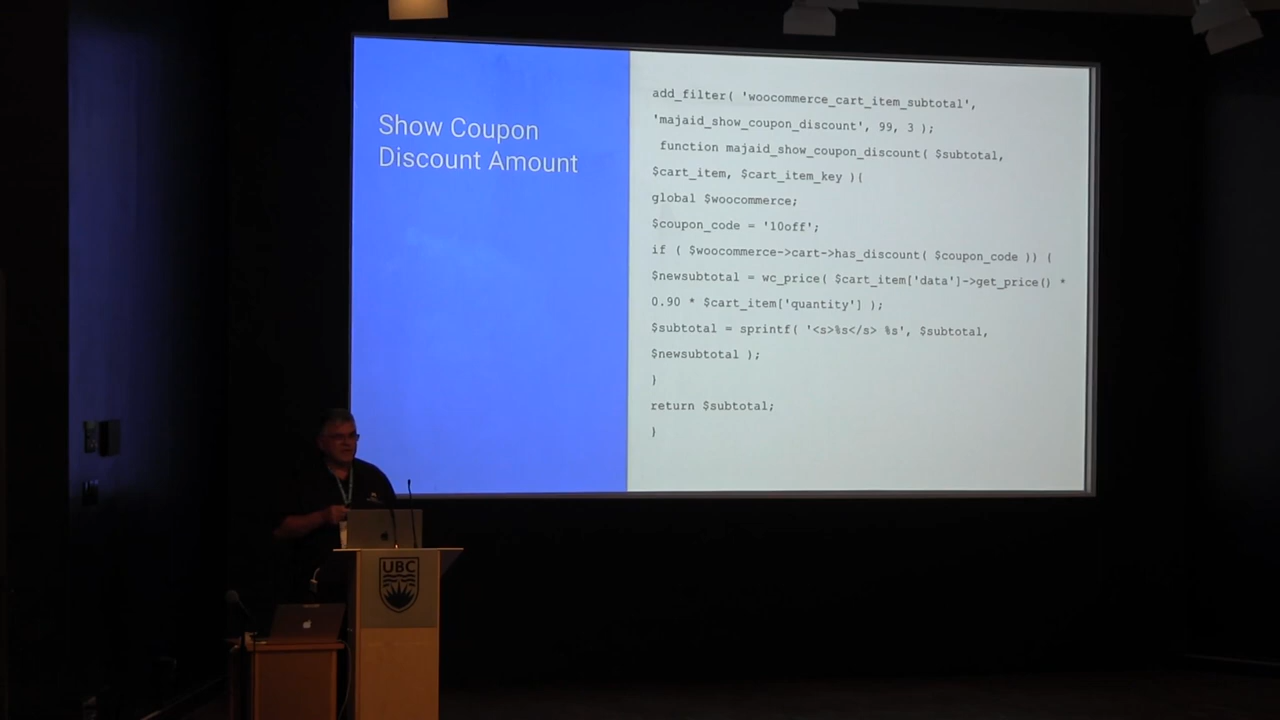 Show Coupon
Discount Amount
add_filter( 'woocommerce_cart_item_subtotal',
'majaid_show_coupon_discount', 99, 3 );
function majaid_show_coupon_discount( $subtotal,
$cart_item, $cart_item_key ){
global $woocommerce;
$coupon_code = '10off';
if ( $woocommerce->cart->has_discount( $coupon_code )) {
$newsubtotal = wc_price( $cart_item['data']->get_price() *
0.90 * $cart_item['quantity'] );
$subtotal = sprintf( '<s>%s</s> %s', $subtotal,
$newsubtotal );
}
return $subtotal;
}
UBC